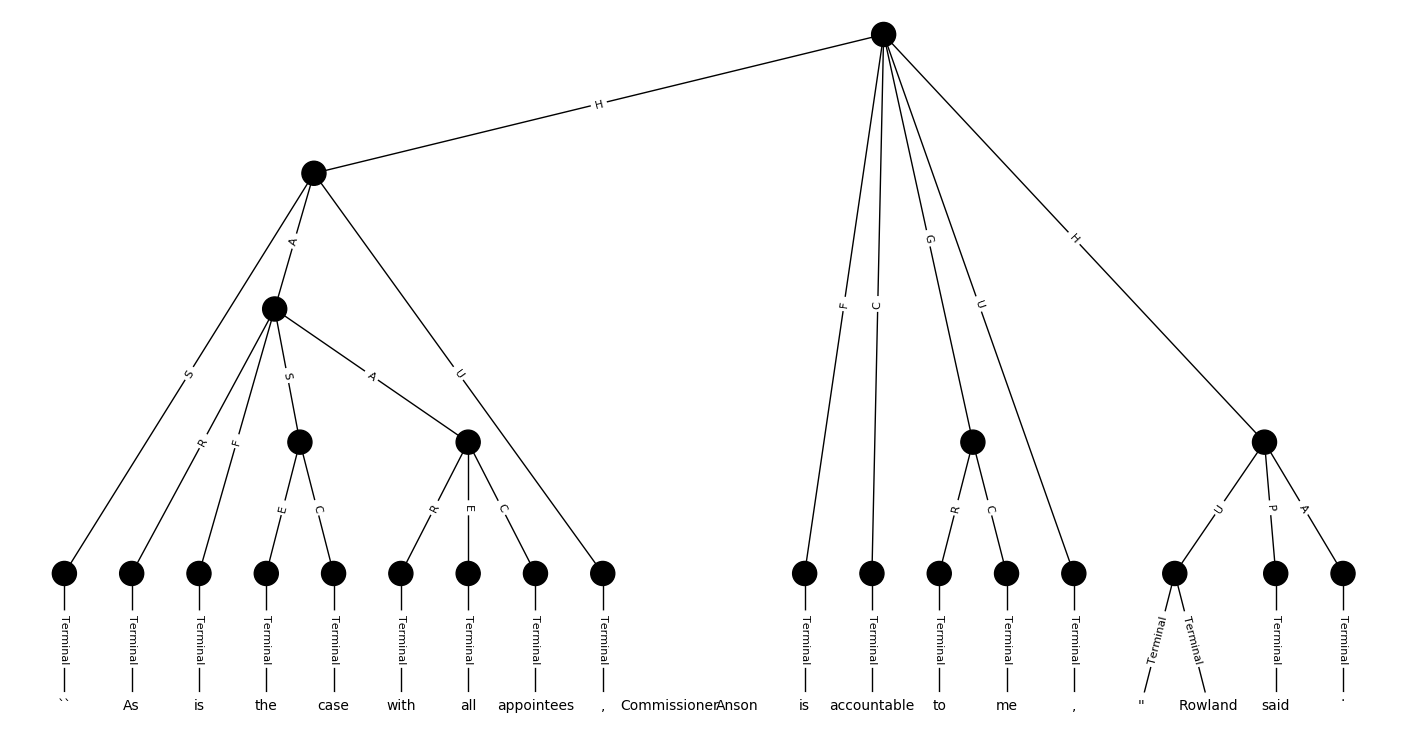 H
A
S
F
C
G
U
H
S
R
F
S
A
U
E
C
R
E
C
R
C
U
P
A
Terminal Terminal Terminal Terminal Terminal Terminal Terminal Terminal Terminal Terminal Terminal Terminal Terminal Terminal Terminal Terminal Terminal Terminal
`` As is the case with all appointees , Commissioner Anson is accountable to me , " Rowland said .